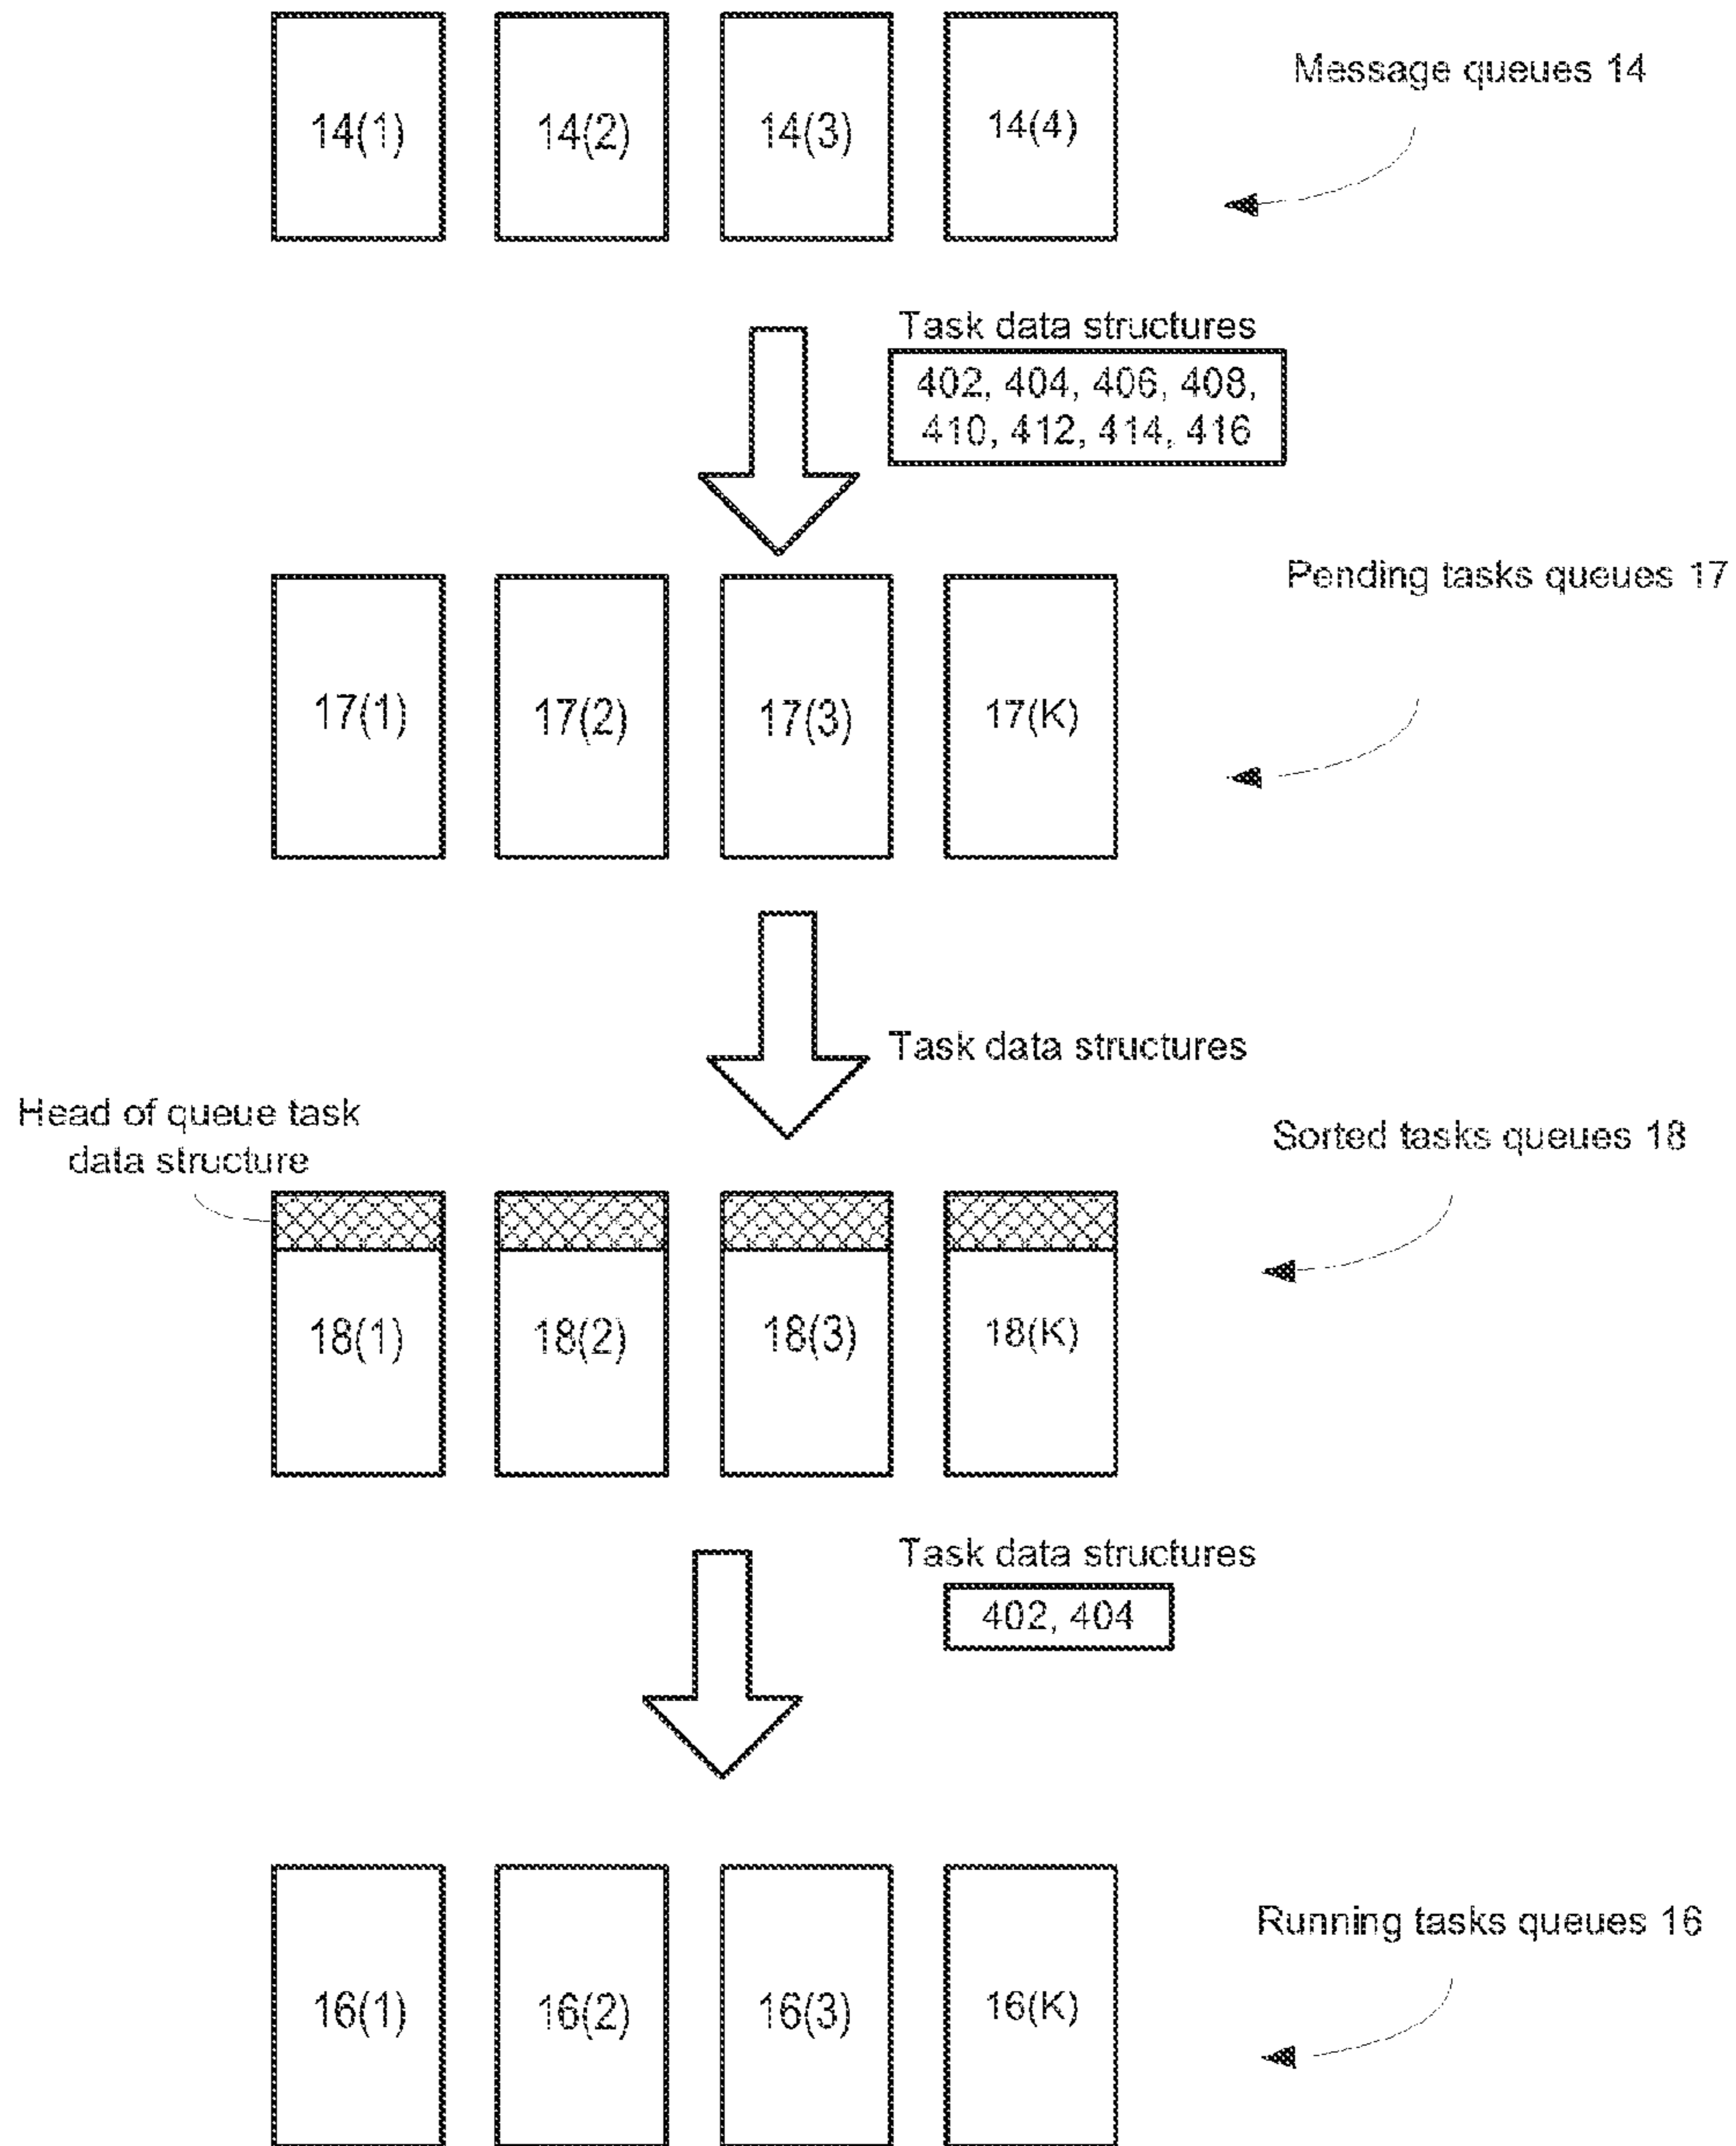 Message queues 14
14(1) 14(2) 14(3) 14(4)
Task data structures
402, 404, 406, 408,
410, 412, 414, 416
Pending tasks queues 17
17(1) 17(2) 17(3) 17(K)
Task data structures
Head of queue task
data structure
Sorted tasks queues 18
18(1) 18(2) 18(3) 18(K)
Task data structures
402, 404
Running tasks queues 16
16(1) 16(2) 16(3) 16(K)